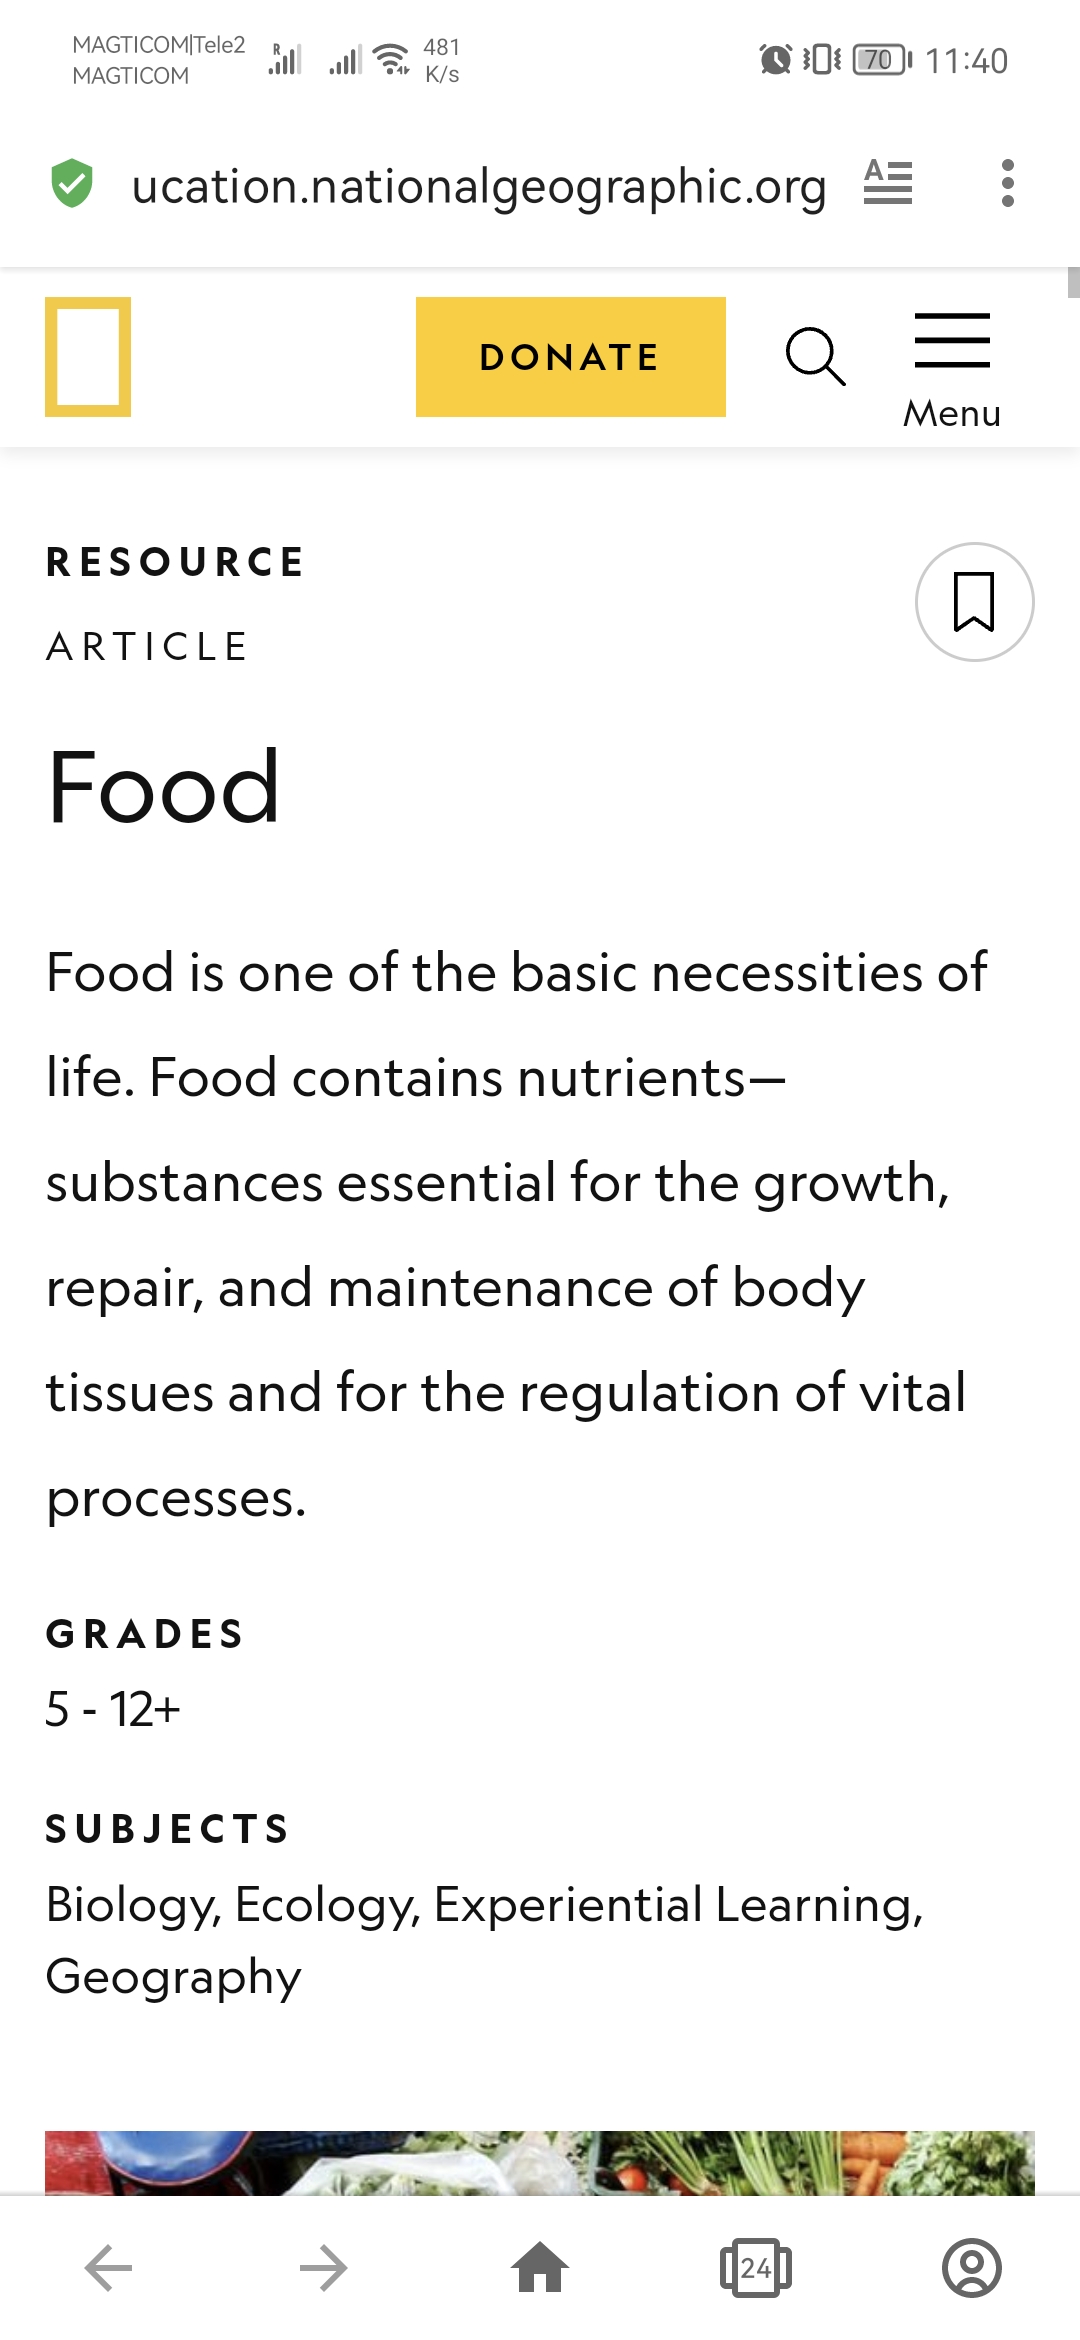 MAGTICOM|Tele2
MAGTICOM
R
481
K/s
70
11:40
ucation.nationalgeographic.org
A
DONATE
Menu
RESOURCE
ARTICLE
Food
Food is one of the basic necessities of
life. Food contains nutrients—
substances essential for the growth,
repair, and maintenance of body
tissues and for the regulation of vital
processes.
GRADES
5 - 12+
SUBJECTS
Biology, Ecology, Experiential Learning,
Geography
24